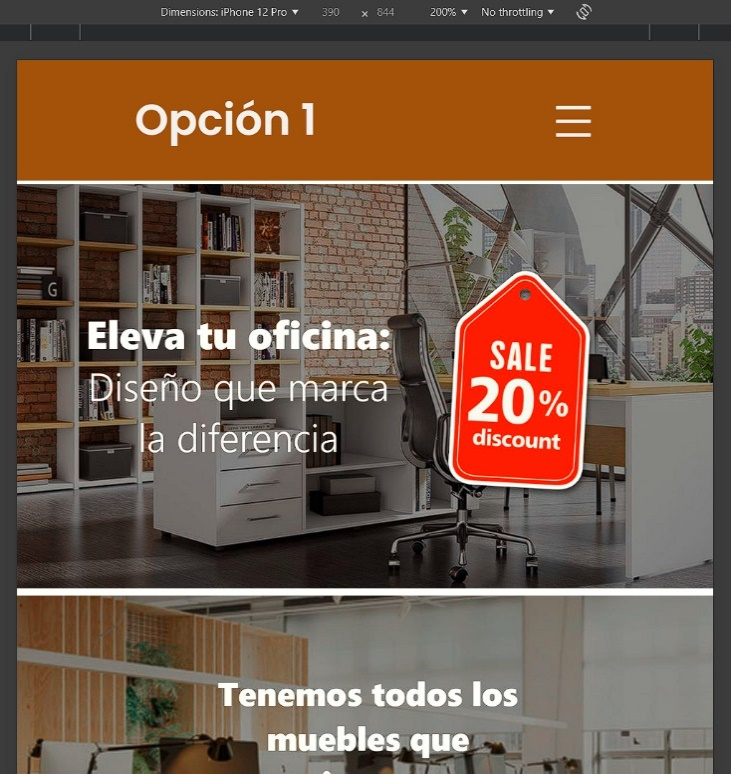 Dimensions: iPhone 12 Pro ▼ 390 × 844 200% ▼ No throttling ▼
Opción 1
G
Eleva tu oficina:
Diseño que marca
la diferencia
SALE
20%
discount
Tenemos todos los
muebles que